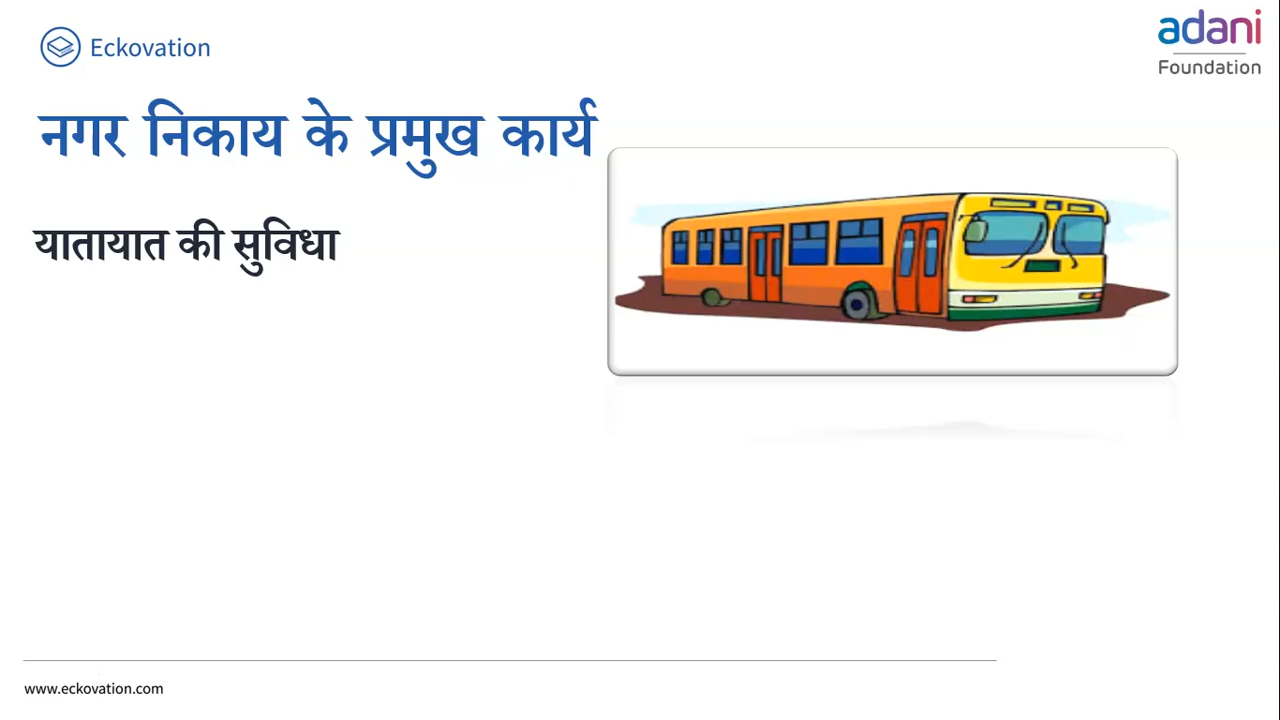 Eckovation
adani
Foundation
नगर निकाय के प्रमुख कार्य
यातायात की सुविधा
www.eckovation.com